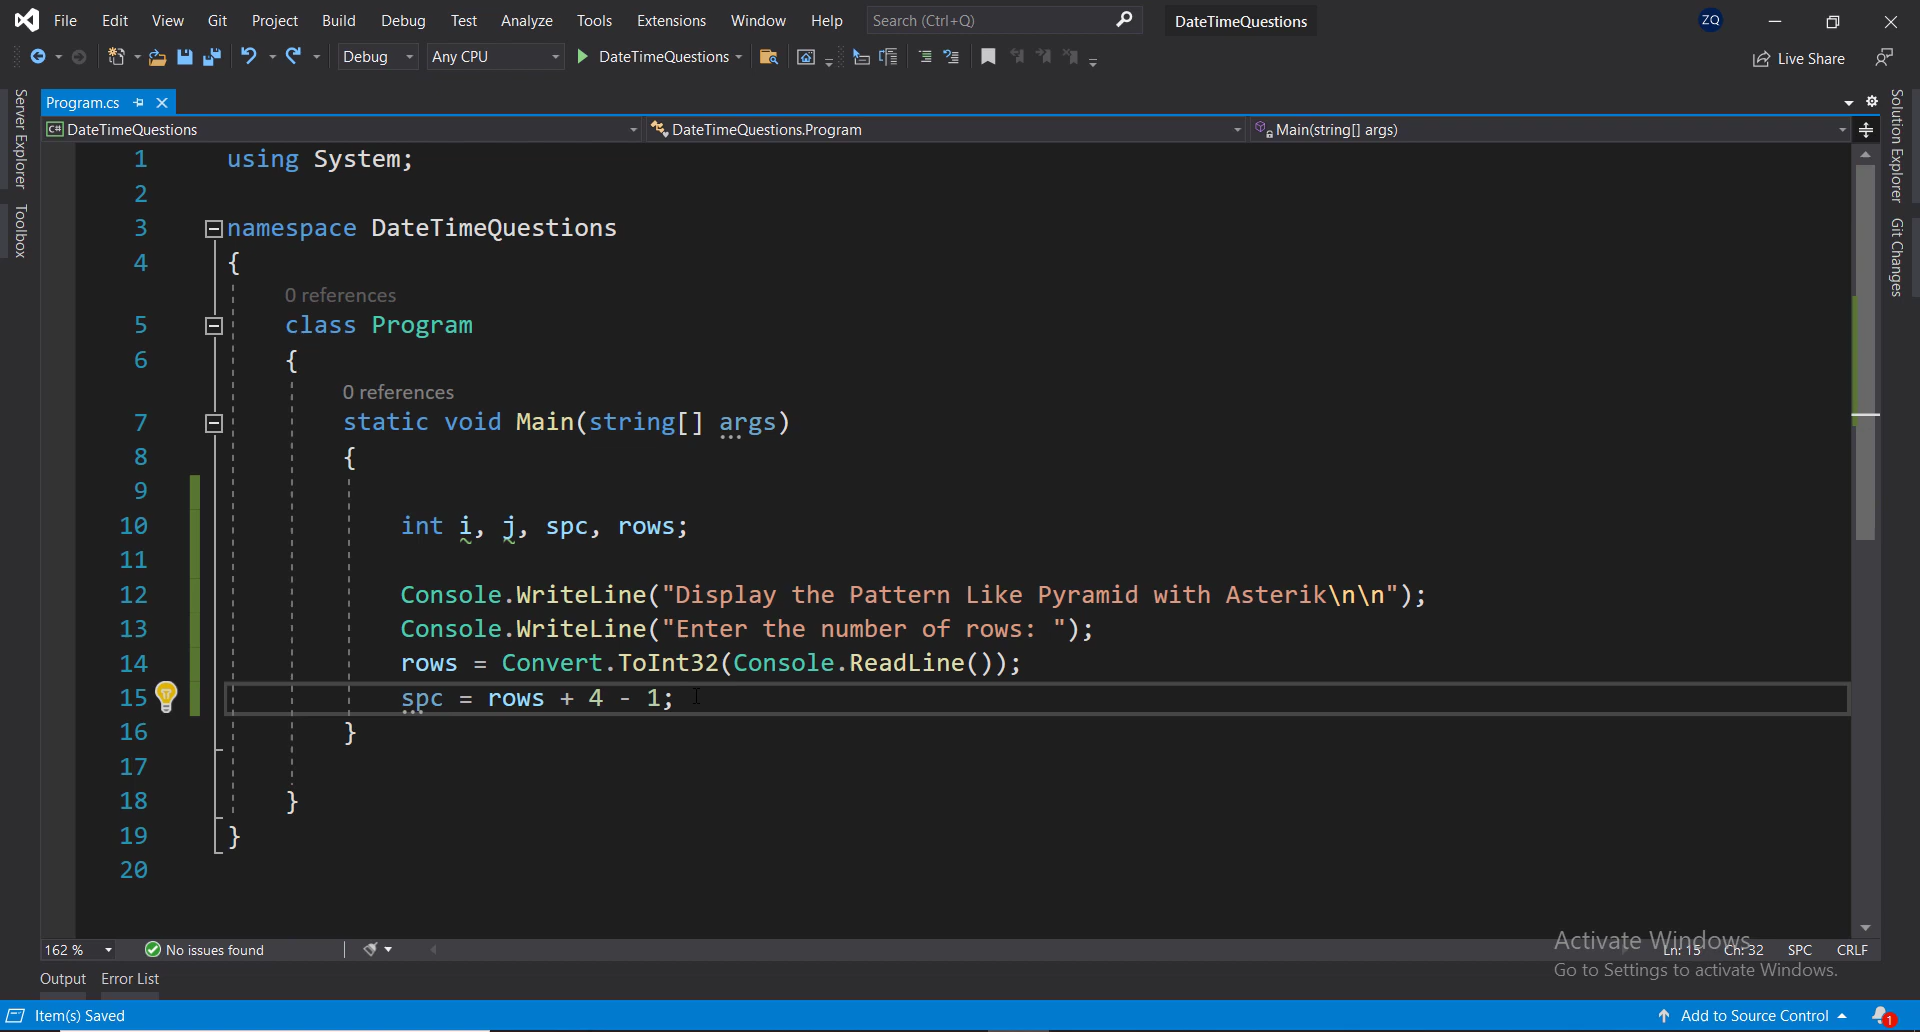 File Edit View Git Project Build Debug Test Analyze Tools Extensions Window Help Search (Ctrl+Q) DateTimeQuestions ZQ
Debug Any CPU DateTimeQuestions Live Share
Server Explorer
Toolbox
Program.cs
C# DateTimeQuestions DateTimeQuestions.Program Main(string[] args)
Solution Explorer
Git Changes
1 using System;
2
3 namespace DateTimeQuestions
4 {
0 references
5 class Program
6 {
0 references
7 static void Main(string[] args)
8 {
9
10 int i, j, spc, rows;
11
12 Console.WriteLine("Display the Pattern Like Pyramid with Asterik\n\n");
13 Console.WriteLine("Enter the number of rows: ");
14 rows = Convert.ToInt32(Console.ReadLine());
15 spc = rows + 4 - 1;
16 }
17
18 }
19 }
20
Activate Windows
Go to Settings to activate Windows.
162 % No issues found Ln: 15 Ch: 32 SPC CRLF
Output Error List
Item(s) Saved Add to Source Control 1